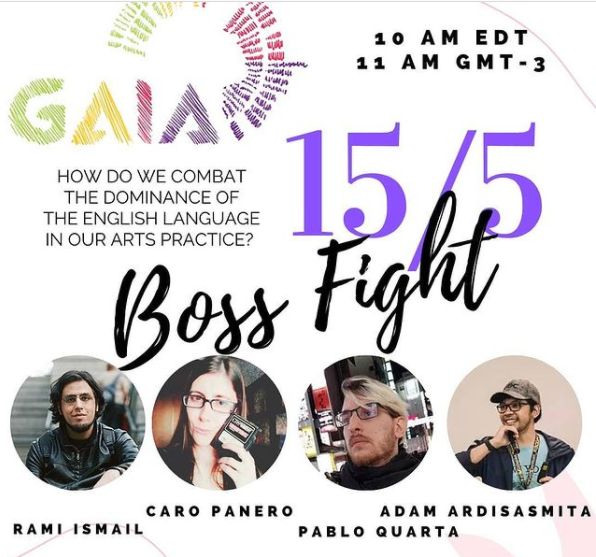 GAIA
10 AM EDT
11 AM GMT-3
15/5
HOW DO WE COMBAT
THE DOMINANCE OF
THE ENGLISH LANGUAGE
IN OUR ARTS PRACTICE?
Boss Fight
CARO PANERO
ADAM ARDISASMITA
RAMI ISMAIL
PABLO QUARTA